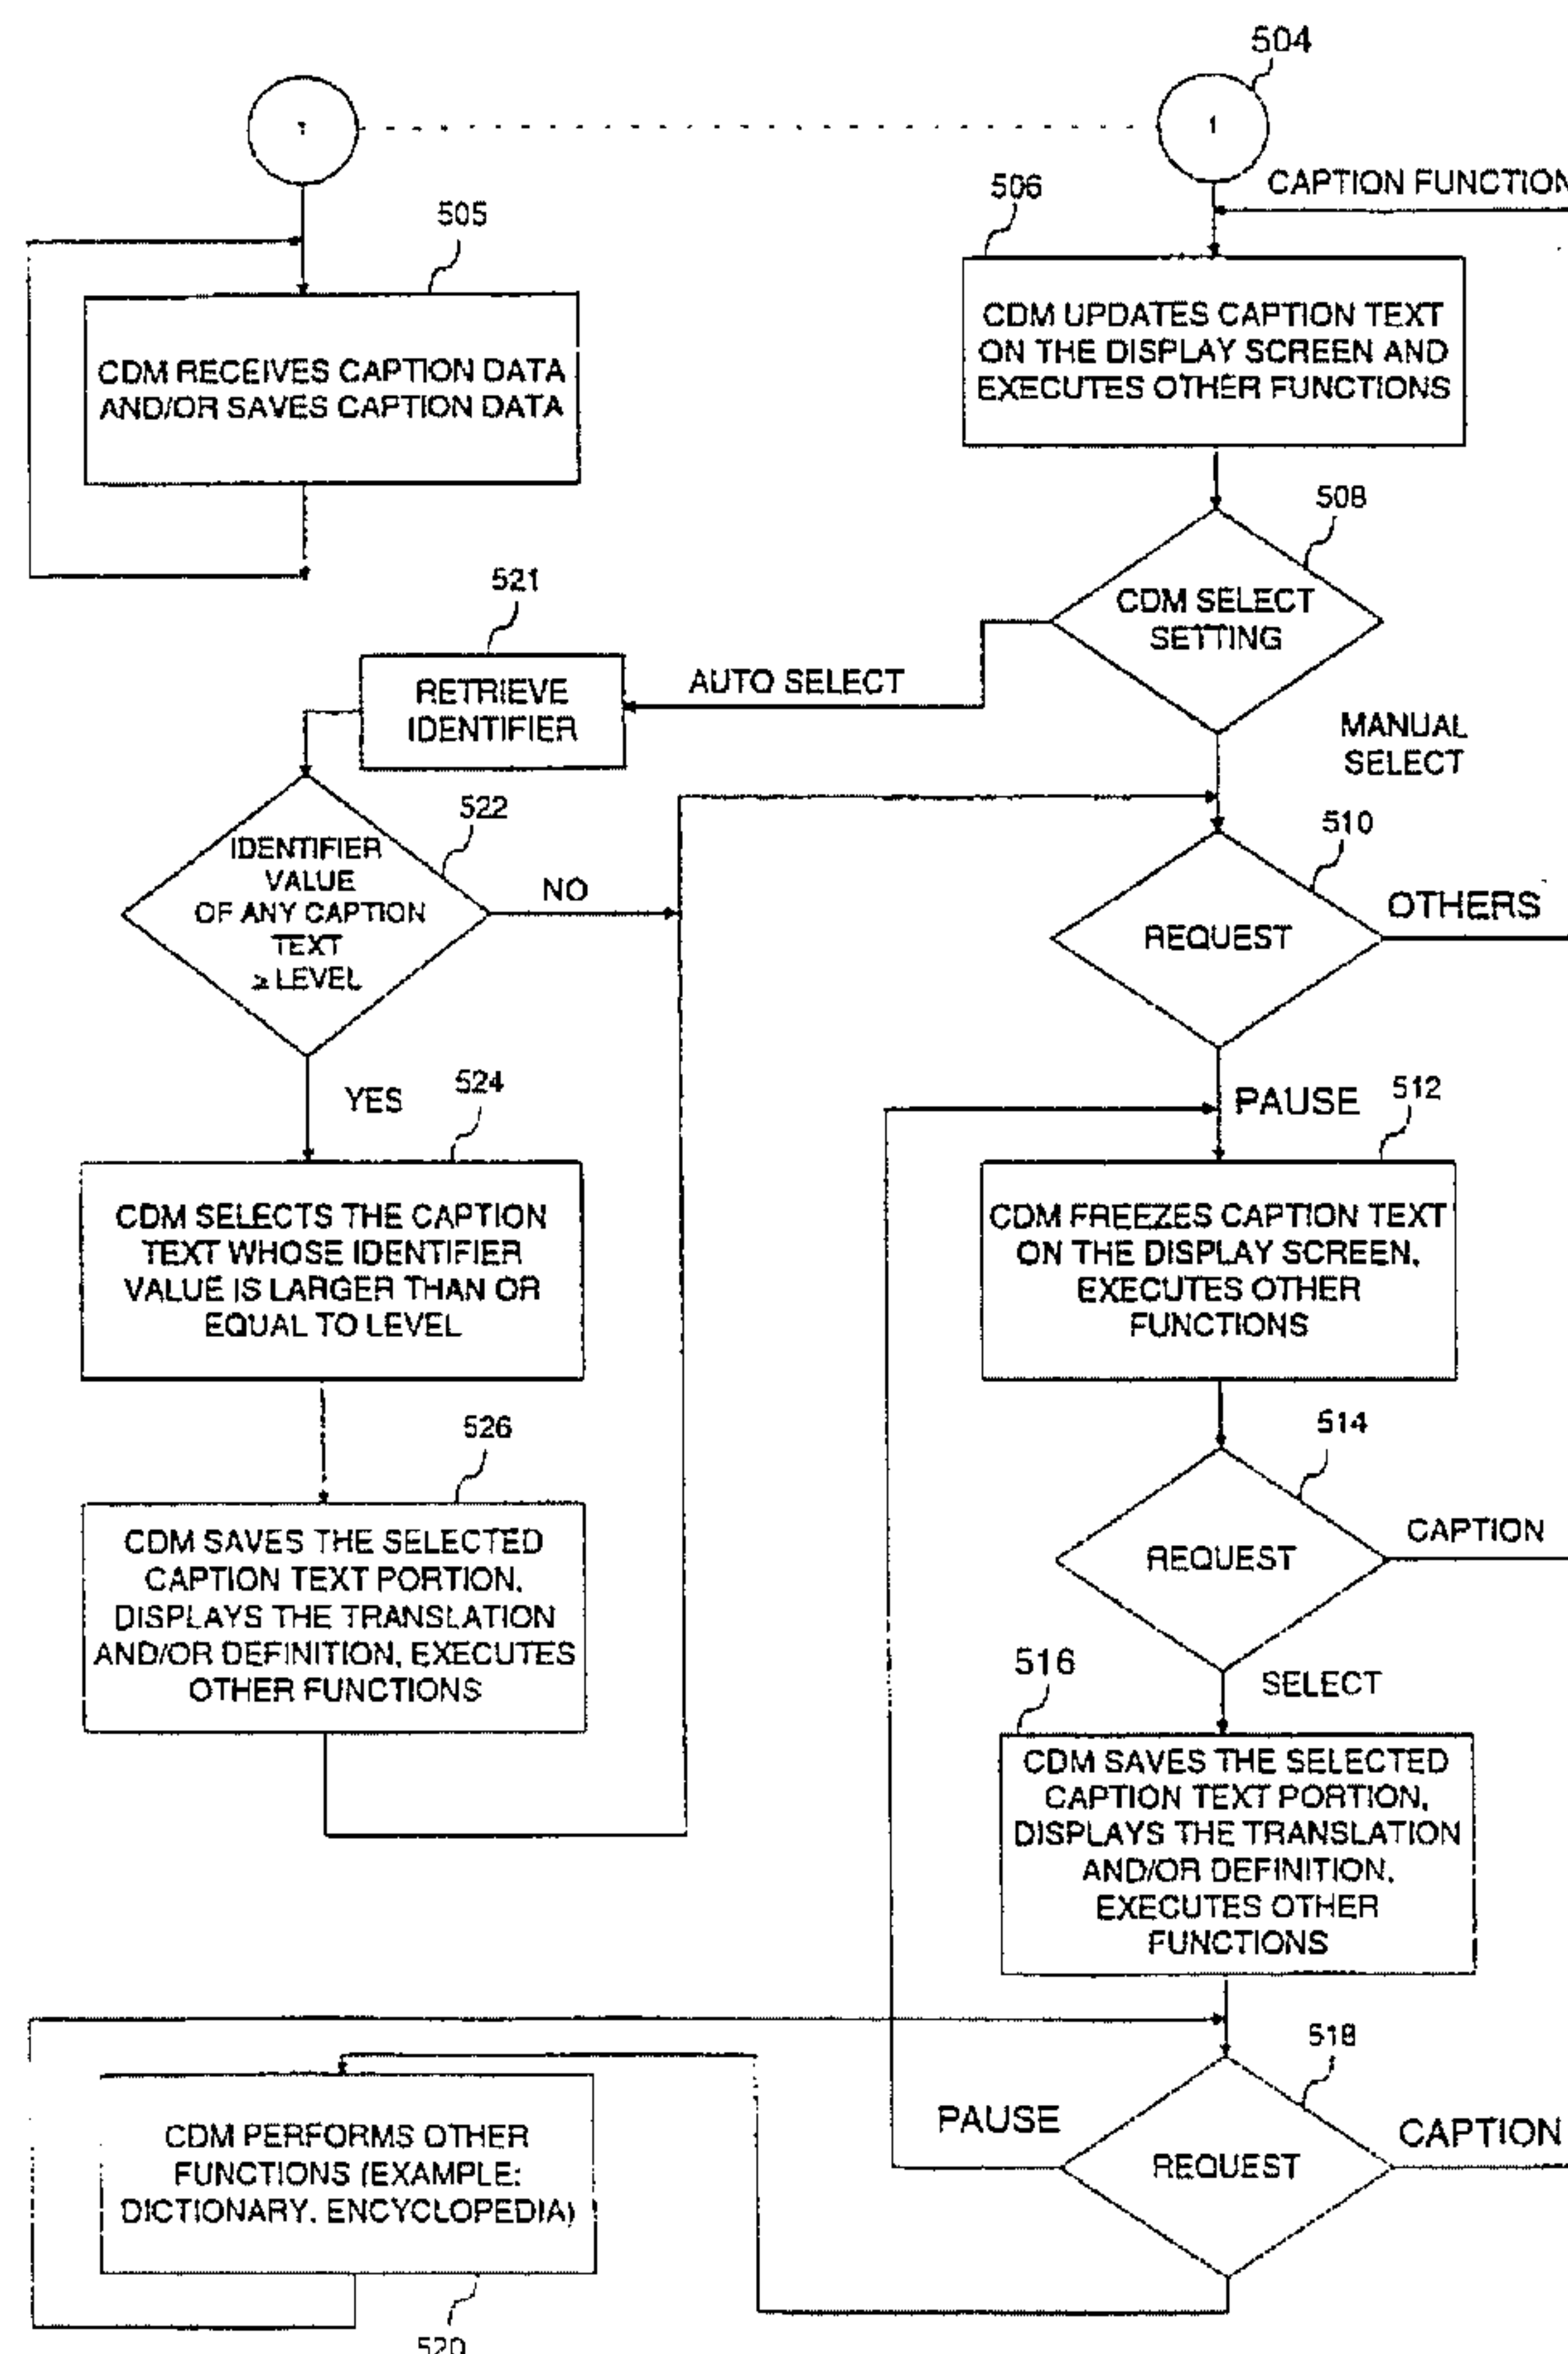 504
1
1
CAPTION FUNCTION
505
CDM RECEIVES CAPTION DATA
AND/OR SAVES CAPTION DATA
506
CDM UPDATES CAPTION TEXT
ON THE DISPLAY SCREEN AND
EXECUTES OTHER FUNCTIONS
508
CDM SELECT
SETTING
AUTO SELECT
MANUAL
SELECT
521
RETRIEVE
IDENTIFIER
522
IDENTIFIER
VALUE
OF ANY CAPTION
TEXT
≥ LEVEL
NO
YES
510
REQUEST
OTHERS
PAUSE
524
CDM SELECTS THE CAPTION
TEXT WHOSE IDENTIFIER
VALUE IS LARGER THAN OR
EQUAL TO LEVEL
512
CDM FREEZES CAPTION TEXT
ON THE DISPLAY SCREEN,
EXECUTES OTHER
FUNCTIONS
526
CDM SAVES THE SELECTED
CAPTION TEXT PORTION,
DISPLAYS THE TRANSLATION
AND/OR DEFINITION, EXECUTES
OTHER FUNCTIONS
514
REQUEST
CAPTION
SELECT
516
CDM SAVES THE SELECTED
CAPTION TEXT PORTION,
DISPLAYS THE TRANSLATION
AND/OR DEFINITION,
EXECUTES OTHER
FUNCTIONS
518
REQUEST
PAUSE
CAPTION
CDM PERFORMS OTHER
FUNCTIONS (EXAMPLE:
DICTIONARY, ENCYCLOPEDIA)
520